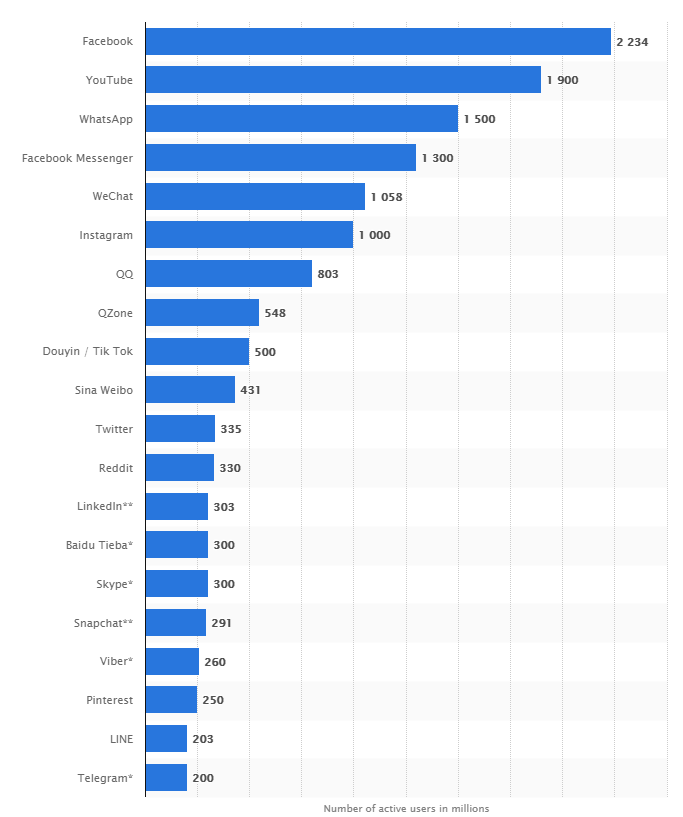 Facebook 2 234
YouTube 1 900
WhatsApp 1 500
Facebook Messenger 1 300
WeChat 1 058
Instagram 1 000
QQ 803
QZone 548
Douyin / Tik Tok 500
Sina Weibo 431
Twitter 335
Reddit 330
LinkedIn** 303
Baidu Tieba* 300
Skype* 300
Snapchat** 291
Viber* 260
Pinterest 250
LINE 203
Telegram* 200
Number of active users in millions